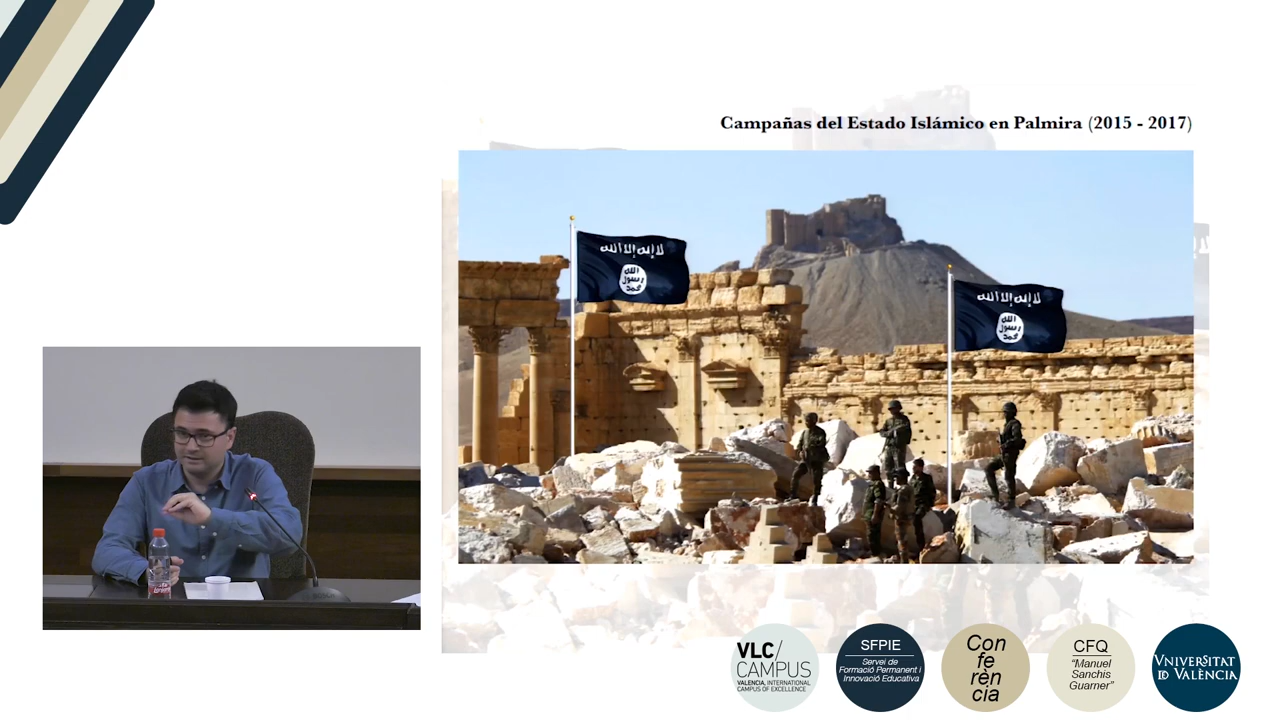 Campañas del Estado Islámico en Palmira (2015 - 2017)
لا إله إلا الله
الله
رسول
محمد
لا إله إلا الله
الله
رسول
محمد
VLC/
CAMPUS
VALENCIA, INTERNATIONAL
CAMPUS OF EXCELLENCE
SFPIE
Servei de
Formació Permanent i
Innovació Educativa
Con
fe
rèn
cia
CFQ
“Manuel
Sanchis
Guarner”
VNIVERSITAT
ID VALÈNCIA